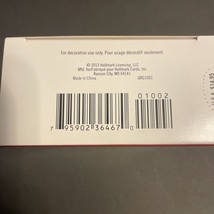 For decorative use only. Pour usage décoratif seulement.
© 2013 Hallmark Licensing, LLC
Mfd. for/Fabriqué pour Hallmark Cards, Inc.
Kansas City, MO 64141
Made in China
01002
7 95902 36467 0